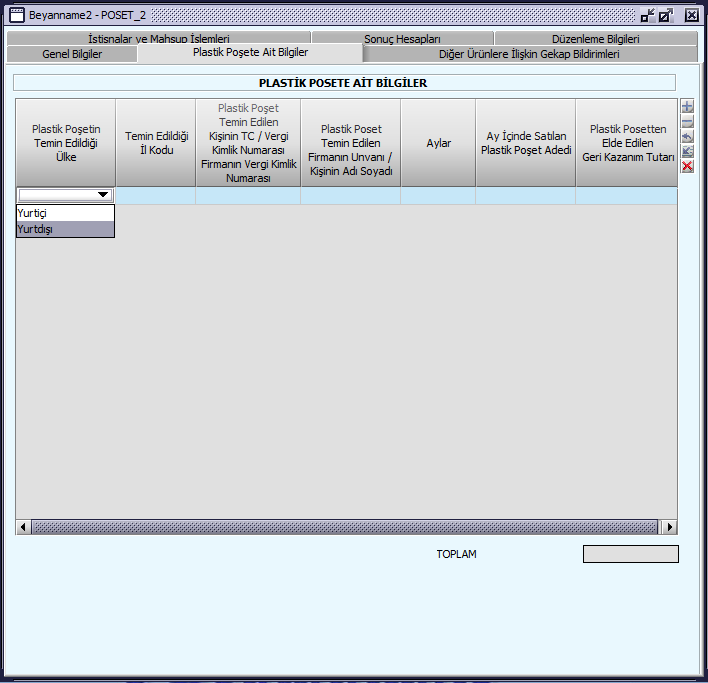 Beyanname2 - POSET_2
İstisnalar ve Mahsup İşlemleri
Sonuç Hesapları
Düzenleme Bilgileri
Genel Bilgiler
Plastik Poşete Ait Bilgiler
Diğer Ürünlere İlişkin Gekap Bildirimleri
PLASTİK POSETE AİT BİLGİLER
Plastik Poşetin
Temin Edildiği
Ülke
Temin Edildiği
İl Kodu
Plastik Poşet
Temin Edilen
Kişinin TC / Vergi
Kimlik Numarası
Firmanın Vergi Kimlik
Numarası
Plastik Poset
Temin Edilen
Firmanın Unvanı /
Kişinin Adı Soyadı
Aylar
Ay İçinde Satılan
Plastik Poşet Adedi
Plastik Posetten
Elde Edilen
Geri Kazanım Tutarı
Yurtiçi
Yurtdışı
TOPLAM